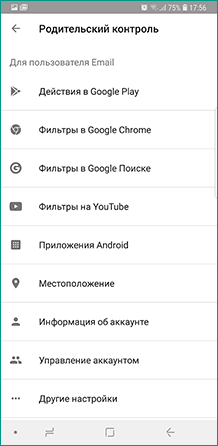 75% 17:56
Родительский контроль
Для пользователя Email
Действия в Google Play
Фильтры в Google Chrome
Фильтры в Google Поиске
Фильтры на YouTube
Приложения Android
Местоположение
Информация об аккаунте
Управление аккаунтом
Другие настройки